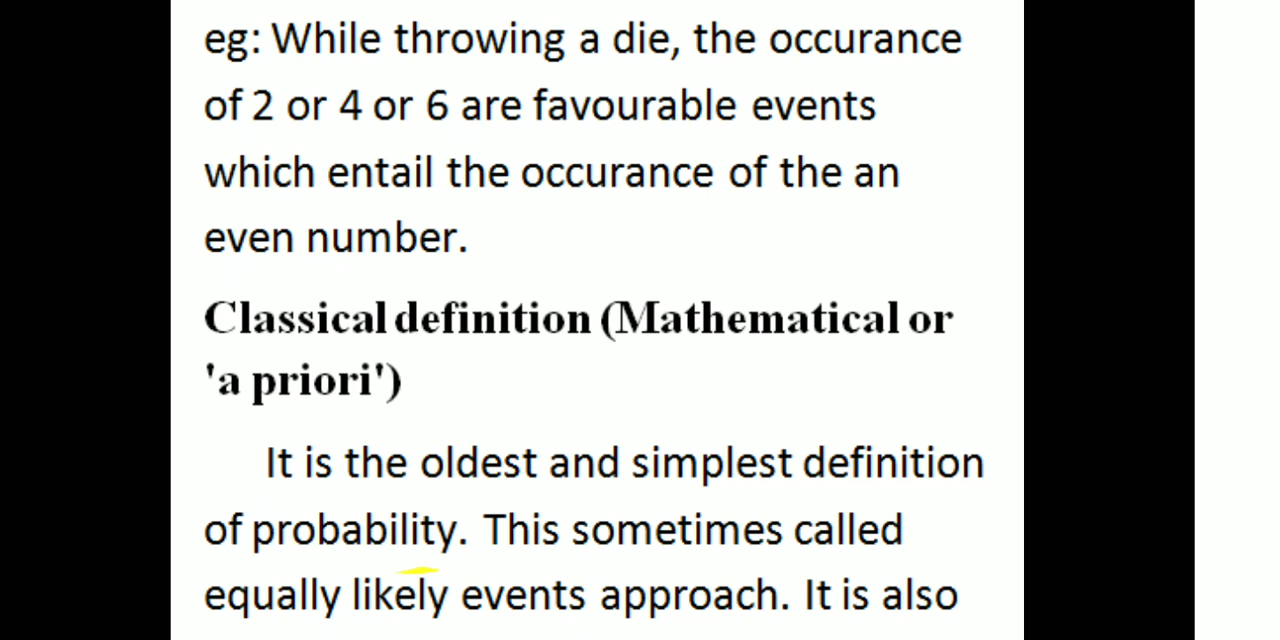 eg: While throwing a die, the occurance
of 2 or 4 or 6 are favourable events
which entail the occurance of the an
even number.
Classical definition (Mathematical or
'a priori')
It is the oldest and simplest definition
of probability. This sometimes called
equally likely events approach. It is also